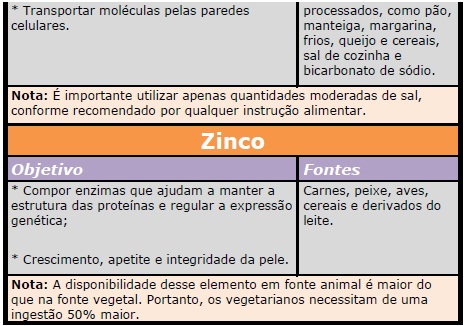 * Transportar moléculas pelas paredes
celulares.
processados, como pão,
manteiga, margarina,
frios, queijo e cereais,
sal de cozinha e
bicarbonato de sódio.
Nota: É importante utilizar apenas quantidades moderadas de sal,
conforme recomendado por qualquer instrução alimentar.
Zinco
Objetivo
Fontes
* Compor enzimas que ajudam a manter a
estrutura das proteínas e regular a expressão
genética;
* Crescimento, apetite e integridade da pele.
Carnes, peixe, aves,
cereais e derivados do
leite.
Nota: A disponibilidade desse elemento em fonte animal é maior do
que na fonte vegetal. Portanto, os vegetarianos necessitam de uma
ingestão 50% maior.